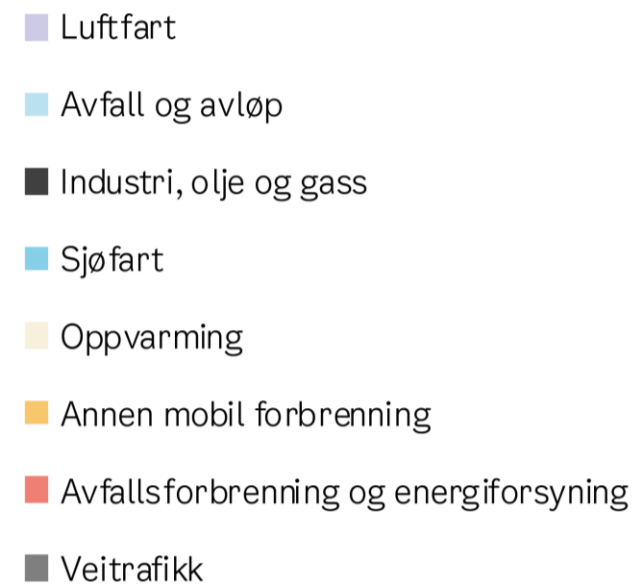 Luftfart
Avfall og avløp
Industri, olje og gass
Sjøfart
Oppvarming
Annen mobil forbrenning
Avfallsforbrenning og energiforsyning
Veitrafikk